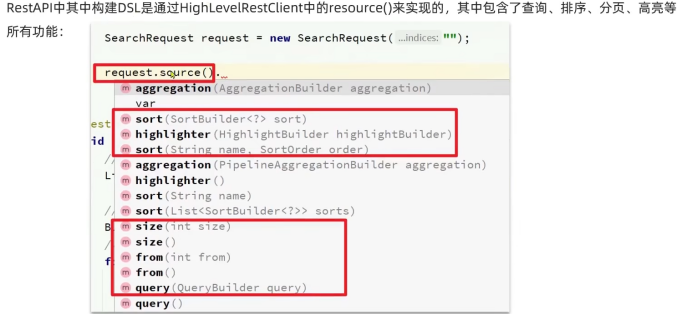 RestAPI中其中构建DSL是通过HighLevelRestClient中的resource()来实现的，其中包含了查询、排序、分页、高亮等
所有功能：
SearchRequest request = new SearchRequest( ...indices: "");
request.source().
m aggregation(AggregationBuilder aggregation)
var
est m sort(SortBuilder<?> sort)
id m highlighter(HighlightBuilder highlightBuilder)
// m sort(String name, SortOrder order)
m aggregation(PipelineAggregationBuilder aggregation)
m highlighter()
m sort(String name)
// m sort(List<SortBuilder<?>> sorts)
B m size(int size)
/ m size()
f m from(int from)
m from()
m query(QueryBuilder query)
m query()